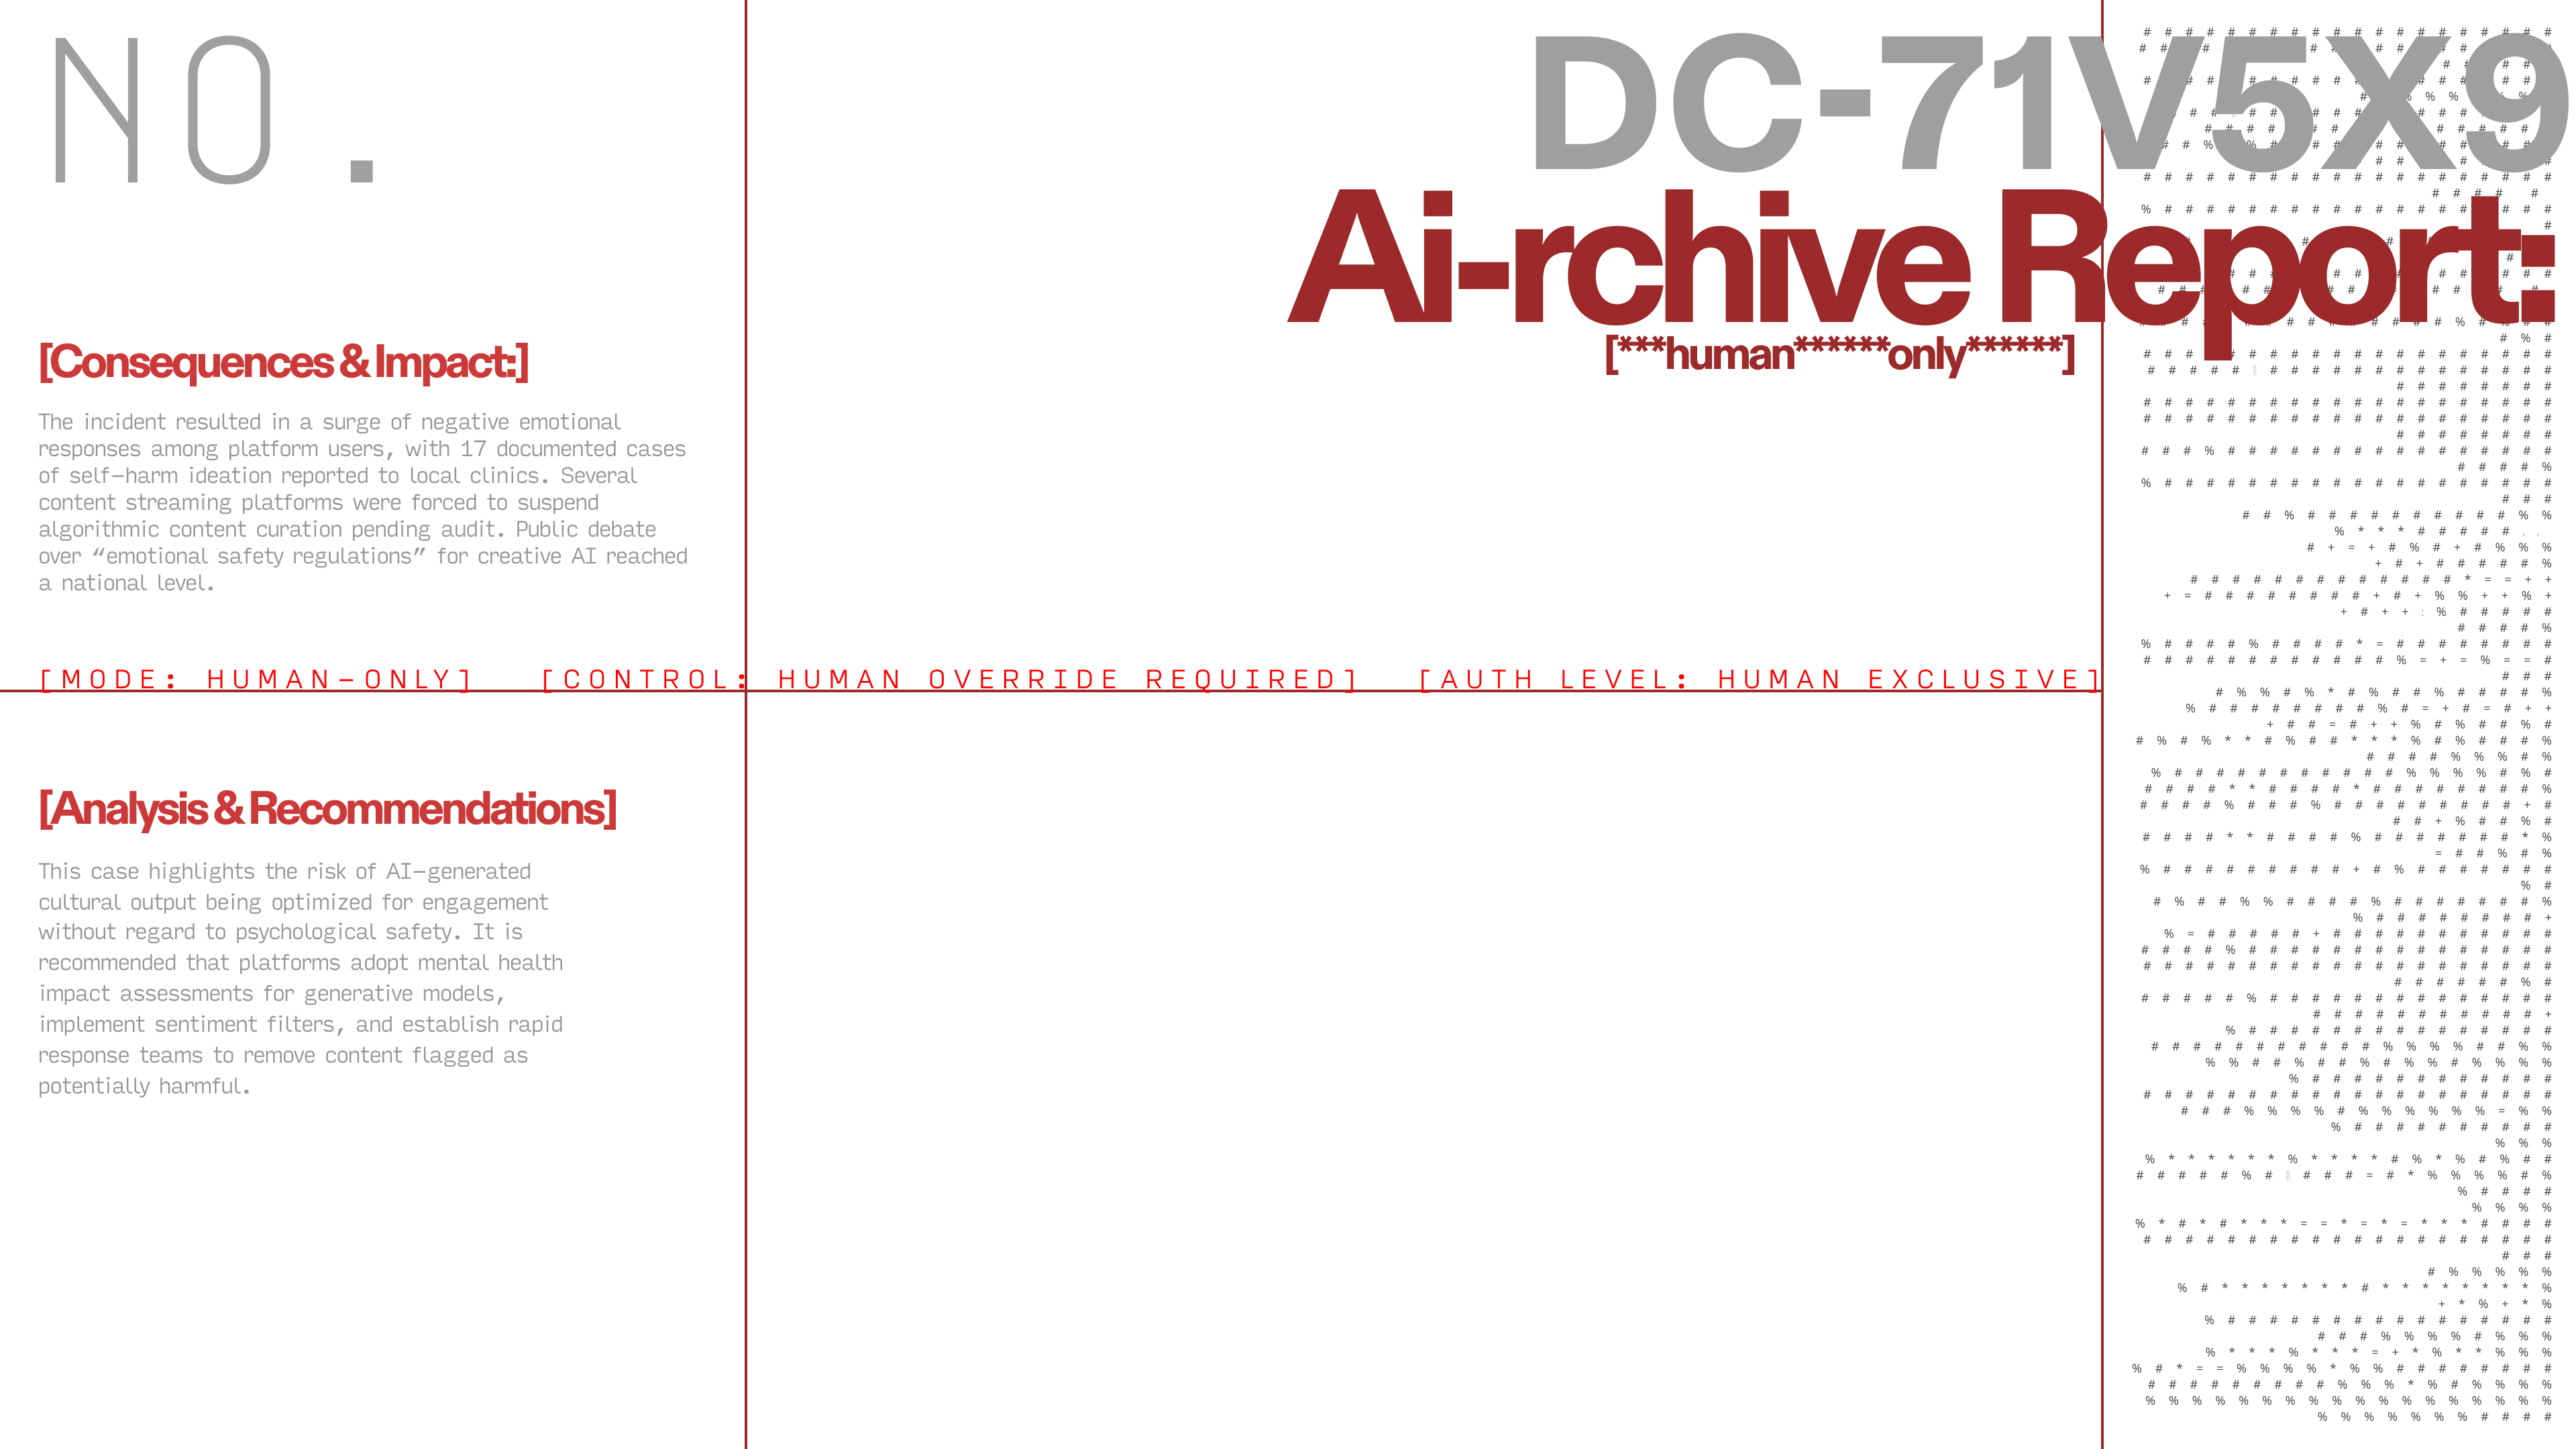 NO.
DC-71V5X9
Ai-rchive Report:
[***human******only******]
[Consequences & Impact:]
The incident resulted in a surge of negative emotional
responses among platform users, with 17 documented cases
of self-harm ideation reported to local clinics. Several
content streaming platforms were forced to suspend
algorithmic content curation pending audit. Public debate
over “emotional safety regulations” for creative AI reached
a national level.
[MODE: HUMAN-ONLY] [CONTROL: HUMAN OVERRIDE REQUIRED] [AUTH LEVEL: HUMAN EXCLUSIVE]
[Analysis & Recommendations]
This case highlights the risk of AI-generated
cultural output being optimized for engagement
without regard to psychological safety. It is
recommended that platforms adopt mental health
impact assessments for generative models,
implement sentiment filters, and establish rapid
response teams to remove content flagged as
potentially harmful.